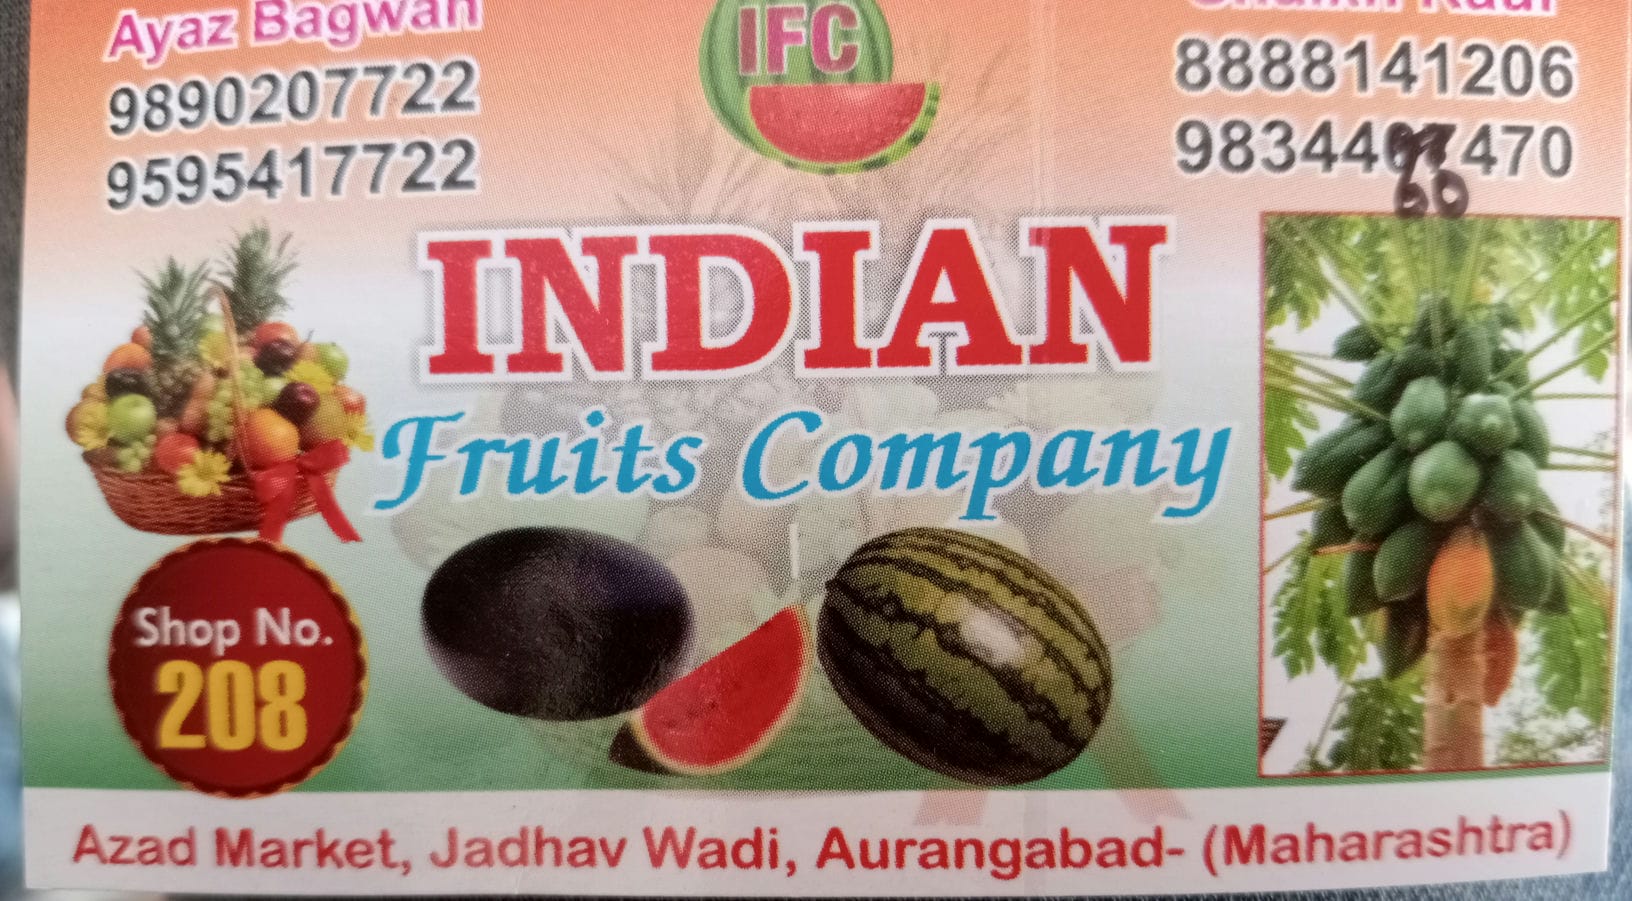 Ayaz Bagwan
9890207722
9595417722
IFC
8888141206
INDIAN
Fruits Company
Shop No.
208
Azad Market, Jadhav Wadi, Aurangabad- (Maharashtra)